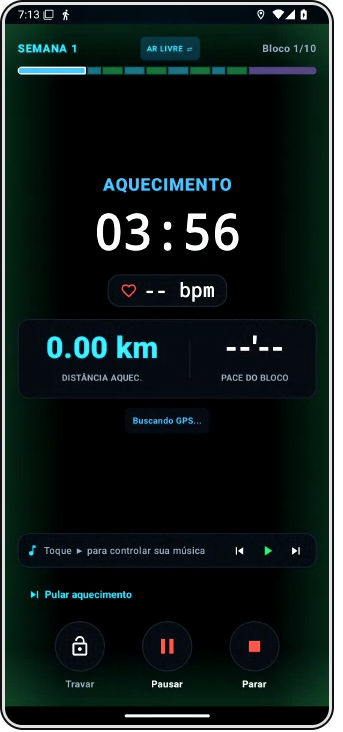 7:13
SEMANA 1
AR LIVRE ⇄
Bloco 1/10
AQUECIMENTO
03:56
-- bpm
0.00 km
--'--
DISTÂNCIA AQUEC.
PACE DO BLOCO
Buscando GPS...
Toque ► para controlar sua música
Pular aquecimento
Travar
Pausar
Parar